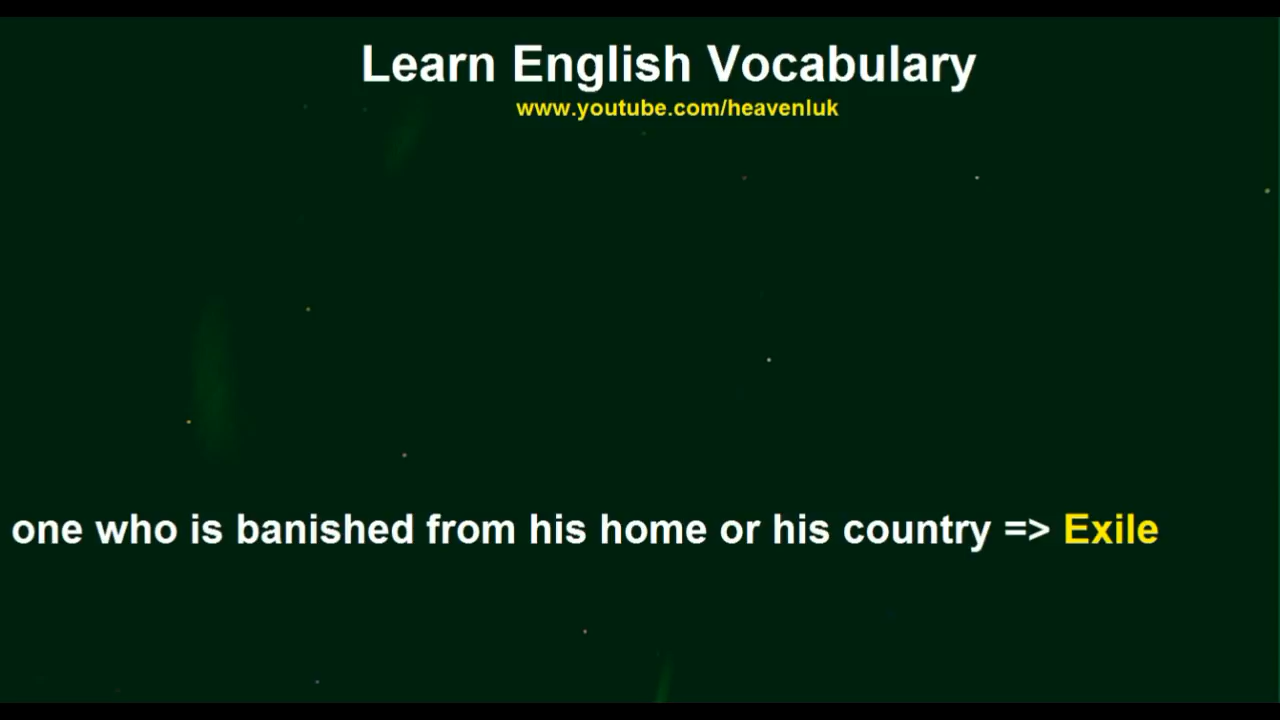 Learn English Vocabulary
www.youtube.com/heavenluk
one who is banished from his home or his country => Exile